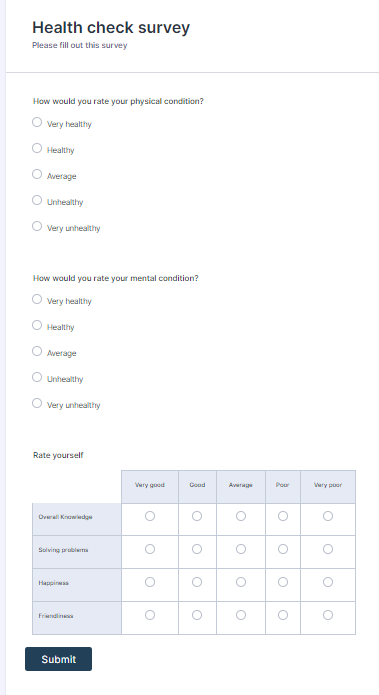 Health check survey
Please fill out this survey
How would you rate your physical condition?
Very healthy
Healthy
Average
Unhealthy
Very unhealthy
How would you rate your mental condition?
Very healthy
Healthy
Average
Unhealthy
Very unhealthy
Rate yourself
Very good Good Average Poor Very poor
Overall Knowledge
Solving problems
Happiness
Friendliness
Submit